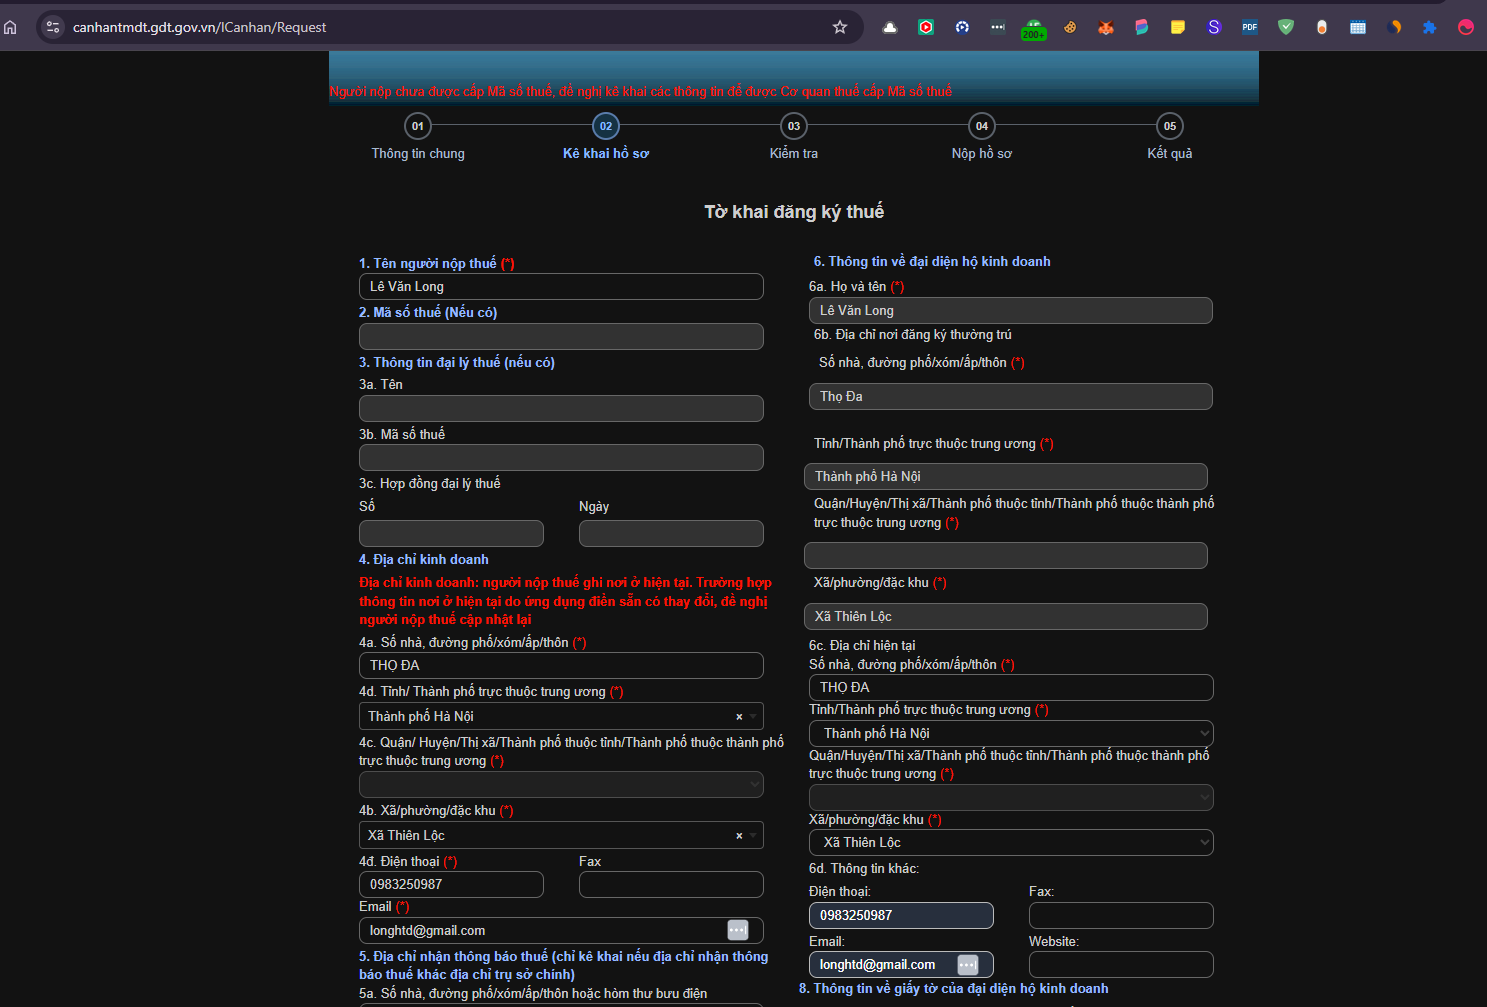 canhantmdt.gdt.gov.vn/ICanhan/Request
200+
PDF
S
Người nộp chưa được cấp Mã số thuế, đề nghị kê khai các thông tin để được Cơ quan thuế cấp Mã số thuế
01
02
03
04
05
Thông tin chung
Kê khai hồ sơ
Kiểm tra
Nộp hồ sơ
Kết quả
Tờ khai đăng ký thuế
1. Tên người nộp thuế (*)
Lê Văn Long
2. Mã số thuế (Nếu có)
3. Thông tin đại lý thuế (nếu có)
3a. Tên
3b. Mã số thuế
3c. Hợp đồng đại lý thuế
Số
Ngày
4. Địa chỉ kinh doanh
Địa chỉ kinh doanh: người nộp thuế ghi nơi ở hiện tại. Trường hợp
thông tin nơi ở hiện tại do ứng dụng điền sẵn có thay đổi, đề nghị
người nộp thuế cập nhật lại
4a. Số nhà, đường phố/xóm/ấp/thôn (*)
THỌ ĐA
4d. Tỉnh/ Thành phố trực thuộc trung ương (*)
Thành phố Hà Nội
×
4c. Quận/ Huyện/Thị xã/Thành phố thuộc tỉnh/Thành phố thuộc thành phố
trực thuộc trung ương (*)
4b. Xã/phường/đặc khu (*)
Xã Thiên Lộc
×
4đ. Điện thoại (*)
Fax
0983250987
Email (*)
longhtd@gmail.com
5. Địa chỉ nhận thông báo thuế (chỉ kê khai nếu địa chỉ nhận thông
báo thuế khác địa chỉ trụ sở chính)
5a. Số nhà, đường phố/xóm/ấp/thôn hoặc hòm thư bưu điện
6. Thông tin về đại diện hộ kinh doanh
6a. Họ và tên (*)
Lê Văn Long
6b. Địa chỉ nơi đăng ký thường trú
Số nhà, đường phố/xóm/ấp/thôn (*)
Thọ Đa
Tỉnh/Thành phố trực thuộc trung ương (*)
Thành phố Hà Nội
Quận/Huyện/Thị xã/Thành phố thuộc tỉnh/Thành phố thuộc thành phố
trực thuộc trung ương (*)
Xã/phường/đặc khu (*)
Xã Thiên Lộc
6c. Địa chỉ hiện tại
Số nhà, đường phố/xóm/ấp/thôn (*)
THỌ ĐA
Tỉnh/Thành phố trực thuộc trung ương (*)
Thành phố Hà Nội
Quận/Huyện/Thị xã/Thành phố thuộc tỉnh/Thành phố thuộc thành phố
trực thuộc trung ương (*)
Xã/phường/đặc khu (*)
Xã Thiên Lộc
6d. Thông tin khác:
Điện thoại:
Fax:
0983250987
Email:
Website:
longhtd@gmail.com
8. Thông tin về giấy tờ của đại diện hộ kinh doanh